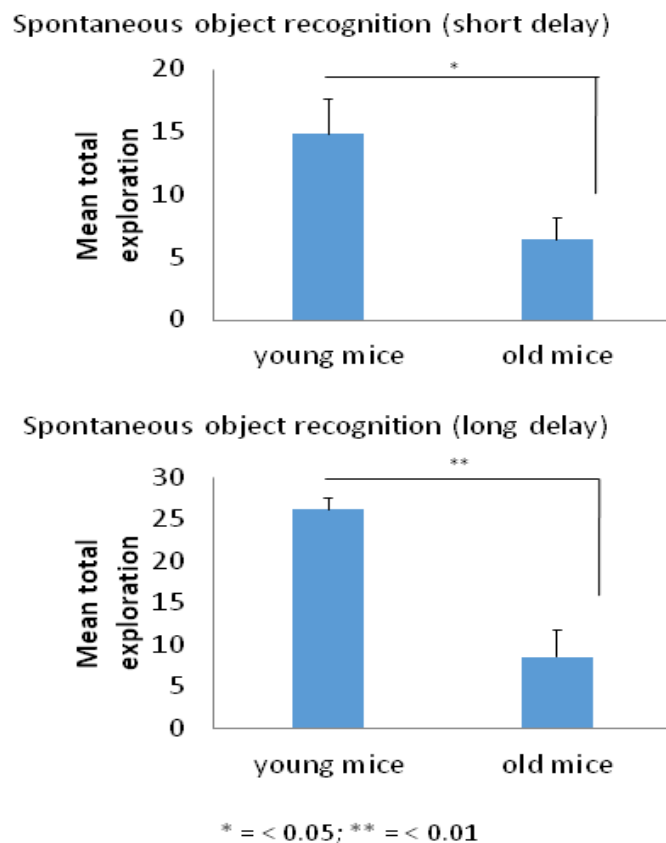 Spontaneous object recognition (short delay)
*
20
15
10
5
0
Mean total
exploration
young mice old mice
Spontaneous object recognition (long delay)
**
30
25
20
15
10
5
0
Mean total
exploration
young mice old mice
* = < 0.05; ** = < 0.01